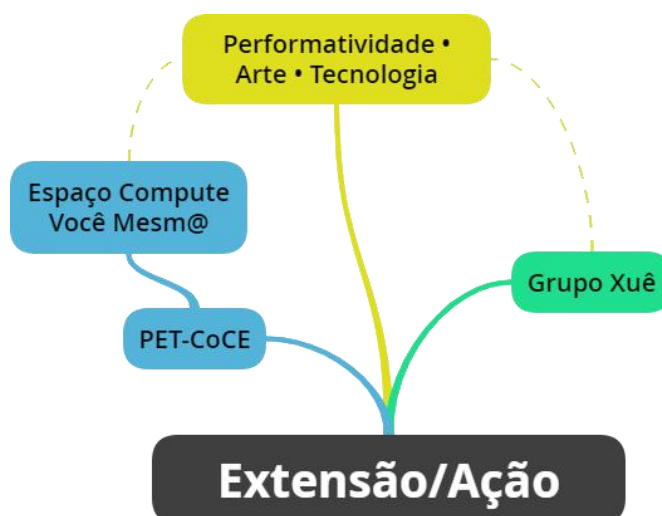 Performatividade •
Arte • Tecnologia
Espaço Compute
Você Mesm@
Grupo Xuê
PET-CoCE
Extensão/Ação